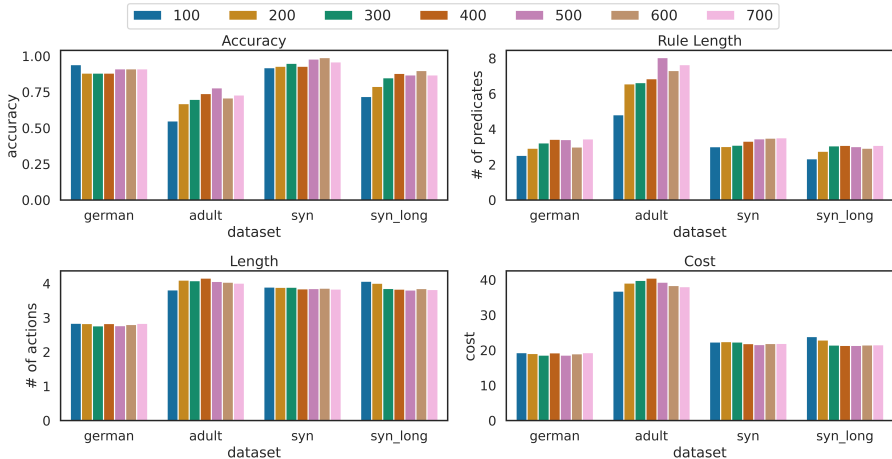 100 200 300 400 500 600 700
Accuracy
accuracy
1.00
0.75
0.50
0.25
0.00
german adult syn syn_long
dataset
Rule Length
# of predicates
8
6
4
2
0
german adult syn syn_long
dataset
Length
# of actions
4
3
2
1
0
german adult syn syn_long
dataset
Cost
cost
40
30
20
10
0
german adult syn syn_long
dataset